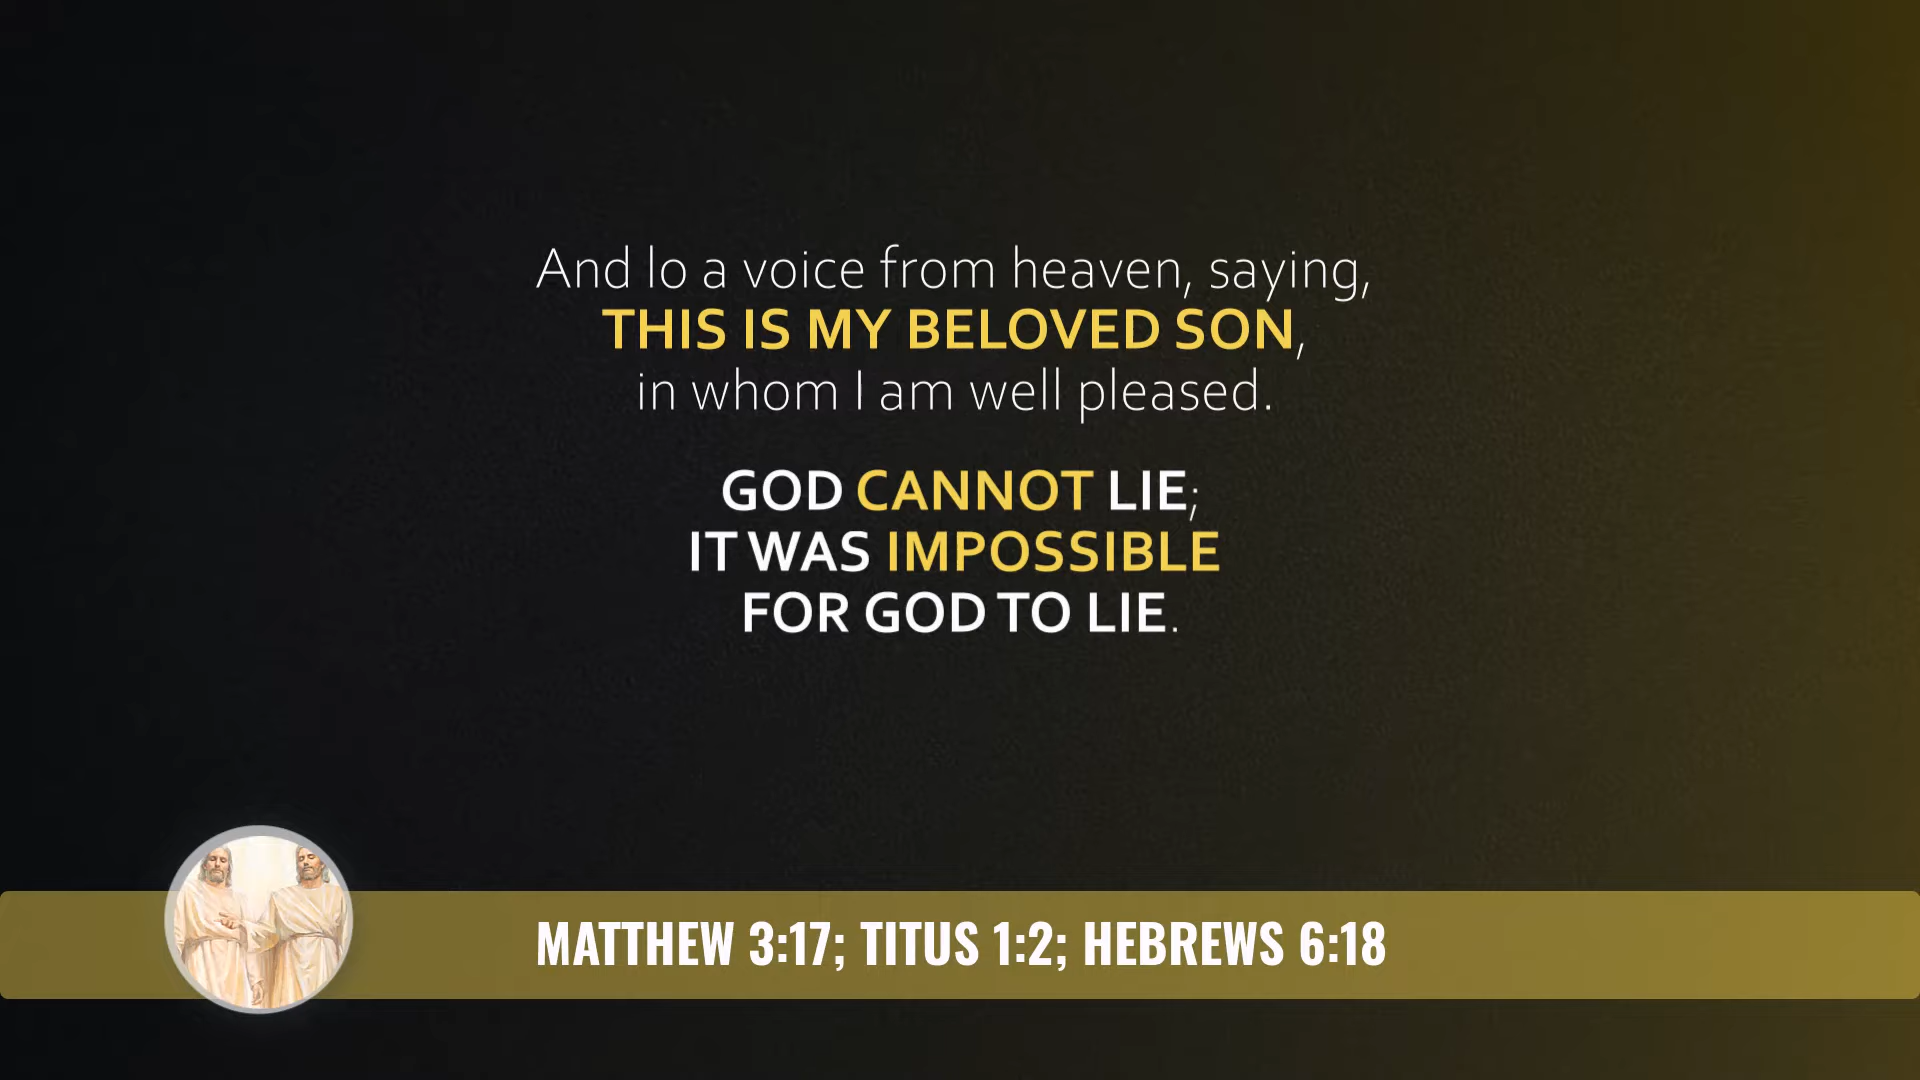 And lo a voice from heaven, saying,
THIS IS MY BELOVED SON,
in whom I am well pleased.
GOD CANNOT LIE;
IT WAS IMPOSSIBLE
FOR GOD TO LIE.
MATTHEW 3:17; TITUS 1:2; HEBREWS 6:18